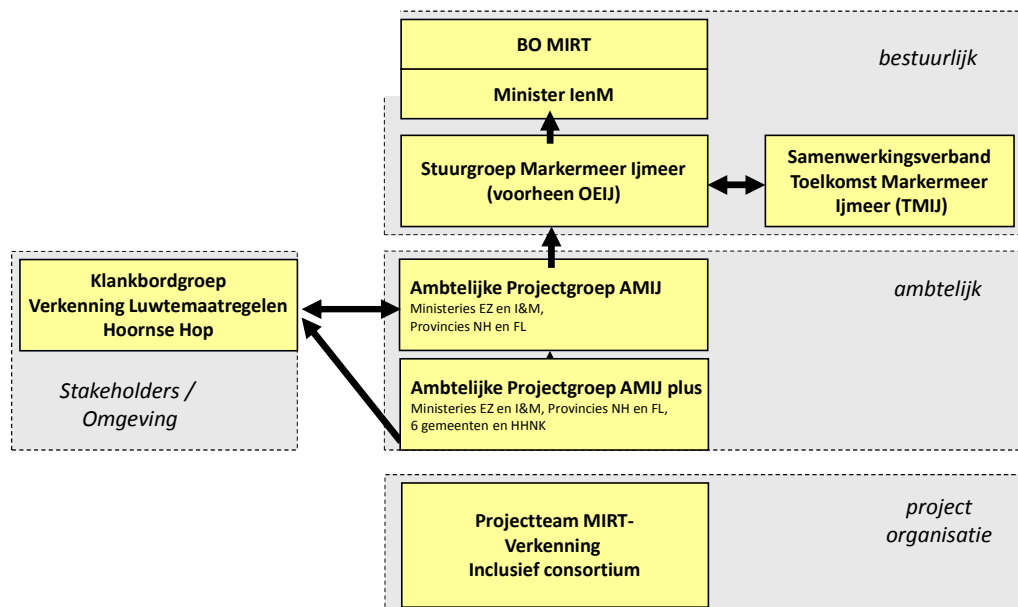 BO MIRT
bestuurlijk
Minister IenM
Stuurgroep Markermeer Ijmeer
(voorheen OEIJ)
Samenwerkingsverband
Toelkomst Markermeer
Ijmeer (TMIJ)
Klankbordgroep
Verkenning Luwtemaatregelen
Hoornse Hop
Ambtelijke Projectgroep AMIJ
Ministeries EZ en I&M,
Provincies NH en FL
ambtelijk
Stakeholders /
Omgeving
Ambtelijke Projectgroep AMIJ plus
Ministeries EZ en I&M, Provincies NH en FL,
6 gemeenten en HHNK
Projectteam MIRT-
Verkenning
Inclusief consortium
project
organisatie